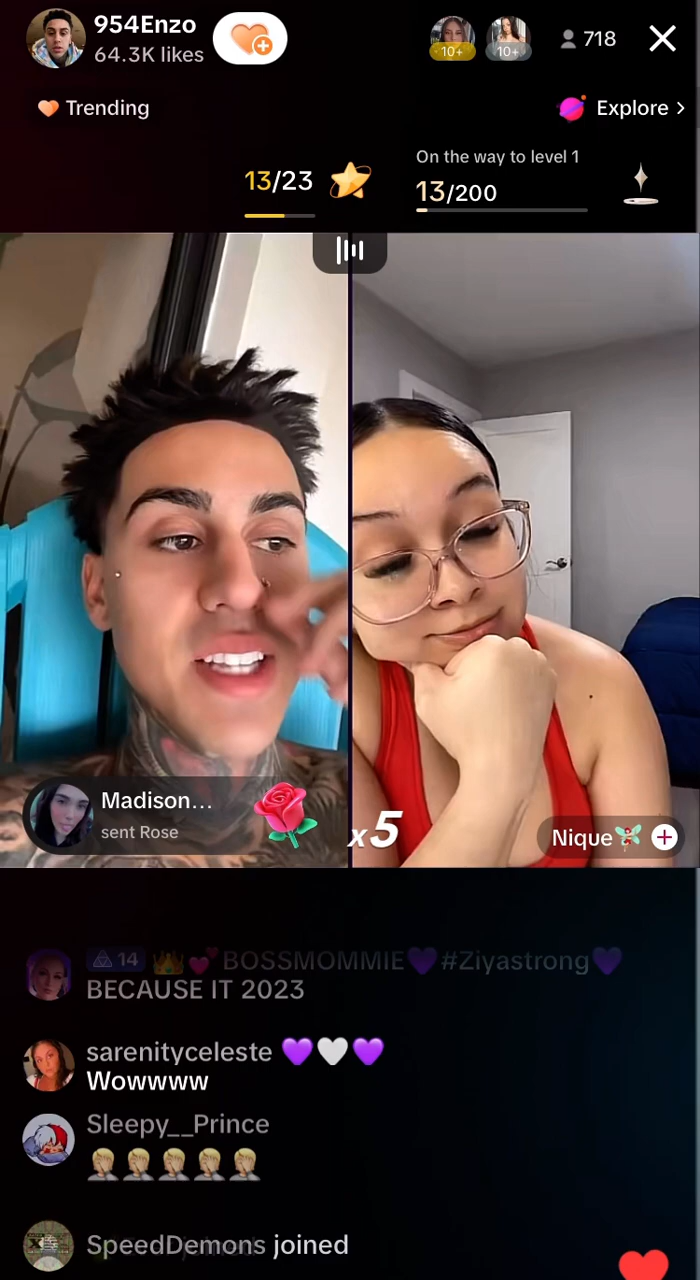 954Enzo
64.3K likes
10+
10+
718
Trending
Explore >
13/23
On the way to level 1
13/200
Madison...
sent Rose
x5
Nique
14 BOSSMOMMIE💜#Ziyastrong💜
BECAUSE IT 2023
sarenityceleste 💜🤍💜
Wowwww
Sleepy__Prince
🤦🏼🤦🏼🤦🏼🤦🏼🤦🏼
SpeedDemons joined